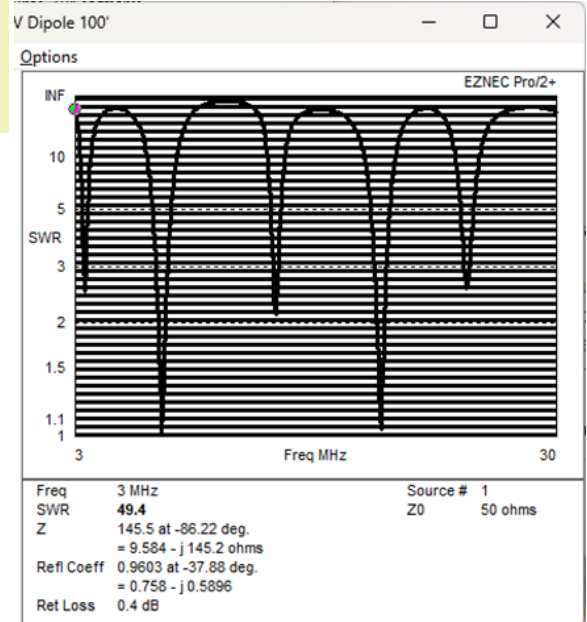 V Dipole 100'
Options
EZNEC Pro/2+
INF
10
5
SWR
3
2
1.5
1.1
1
3 Freq MHz 30
Freq 3 MHz Source # 1
SWR 49.4 Z0 50 ohms
Z 145.5 at -86.22 deg.
= 9.584 - j 145.2 ohms
Refl Coeff 0.9603 at -37.88 deg.
= 0.758 - j 0.5896
Ret Loss 0.4 dB